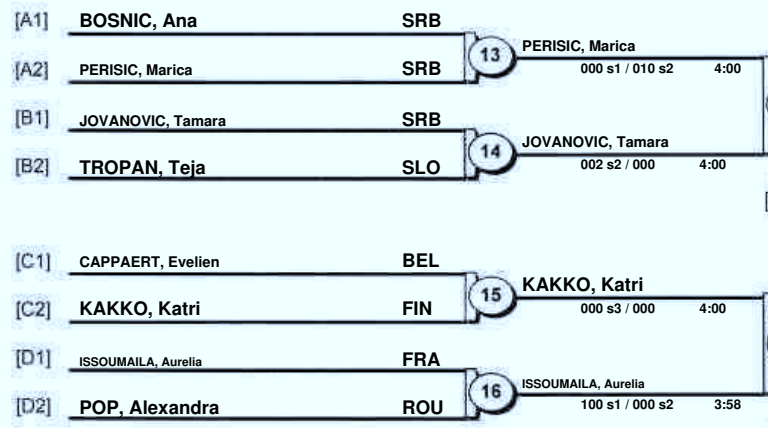 [A1] BOSNIC, Ana SRB
13 PERISIC, Marica
[A2] PERISIC, Marica SRB
000 s1 / 010 s2 4:00
[B1] JOVANOVIC, Tamara SRB
14 JOVANOVIC, Tamara
[B2] TROPAN, Teja SLO
002 s2 / 000 4:00
[C1] CAPPAERT, Evelien BEL
15 KAKKO, Katri
[C2] KAKKO, Katri FIN
000 s3 / 000 4:00
[D1] ISSOUMAILA, Aurelia FRA
16 ISSOUMAILA, Aurelia
[D2] POP, Alexandra ROU
100 s1 / 000 s2 3:58